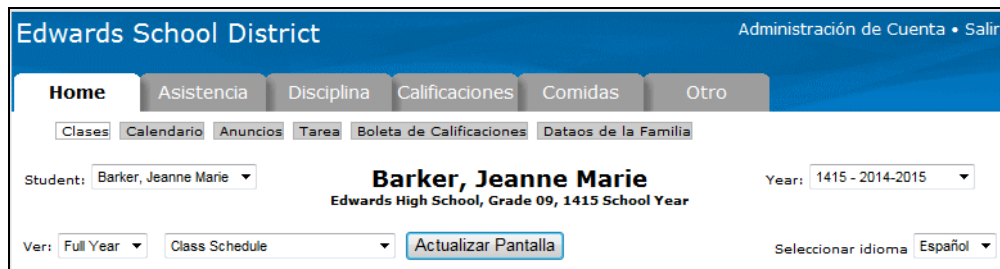 Edwards School District Administración de Cuenta • Salir
Home Asistencia Disciplina Calificaciones Comidas Otro
Clases Calendario Anuncios Tarea Boleta de Calificaciones Dataos de la Familia
Student: Barker, Jeanne Marie Barker, Jeanne Marie Year: 1415 - 2014-2015
Edwards High School, Grade 09, 1415 School Year
Ver: Full Year Class Schedule Actualizar Pantalla Seleccionar idioma Español